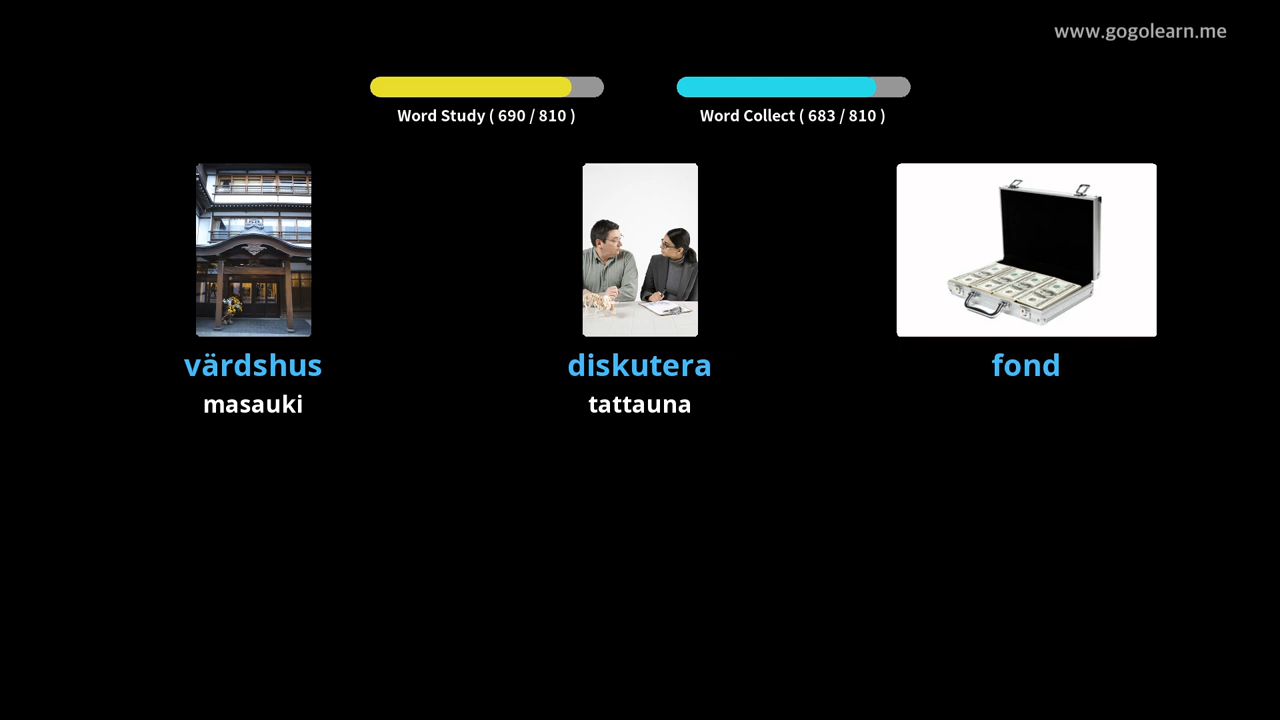 www.gogolearn.me
Word Study ( 690 / 810 )
Word Collect ( 683 / 810 )
värdshus
masauki
diskutera
tattauna
fond